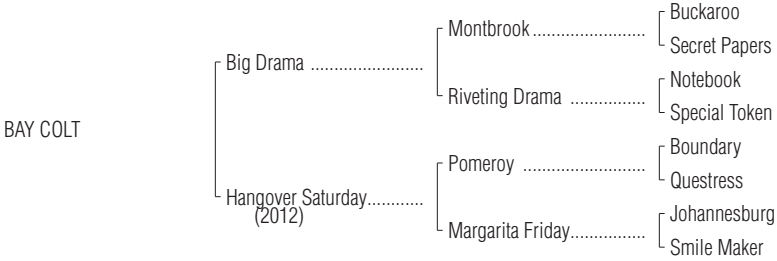 Buckaroo
Montbrook........................
Secret Papers
Big Drama ........................
Notebook
Riveting Drama ................
Special Token
BAY COLT
Boundary
Pomeroy ..........................
Questress
Hangover Saturday............
(2012)
Johannesburg
Margarita Friday................
Smile Maker